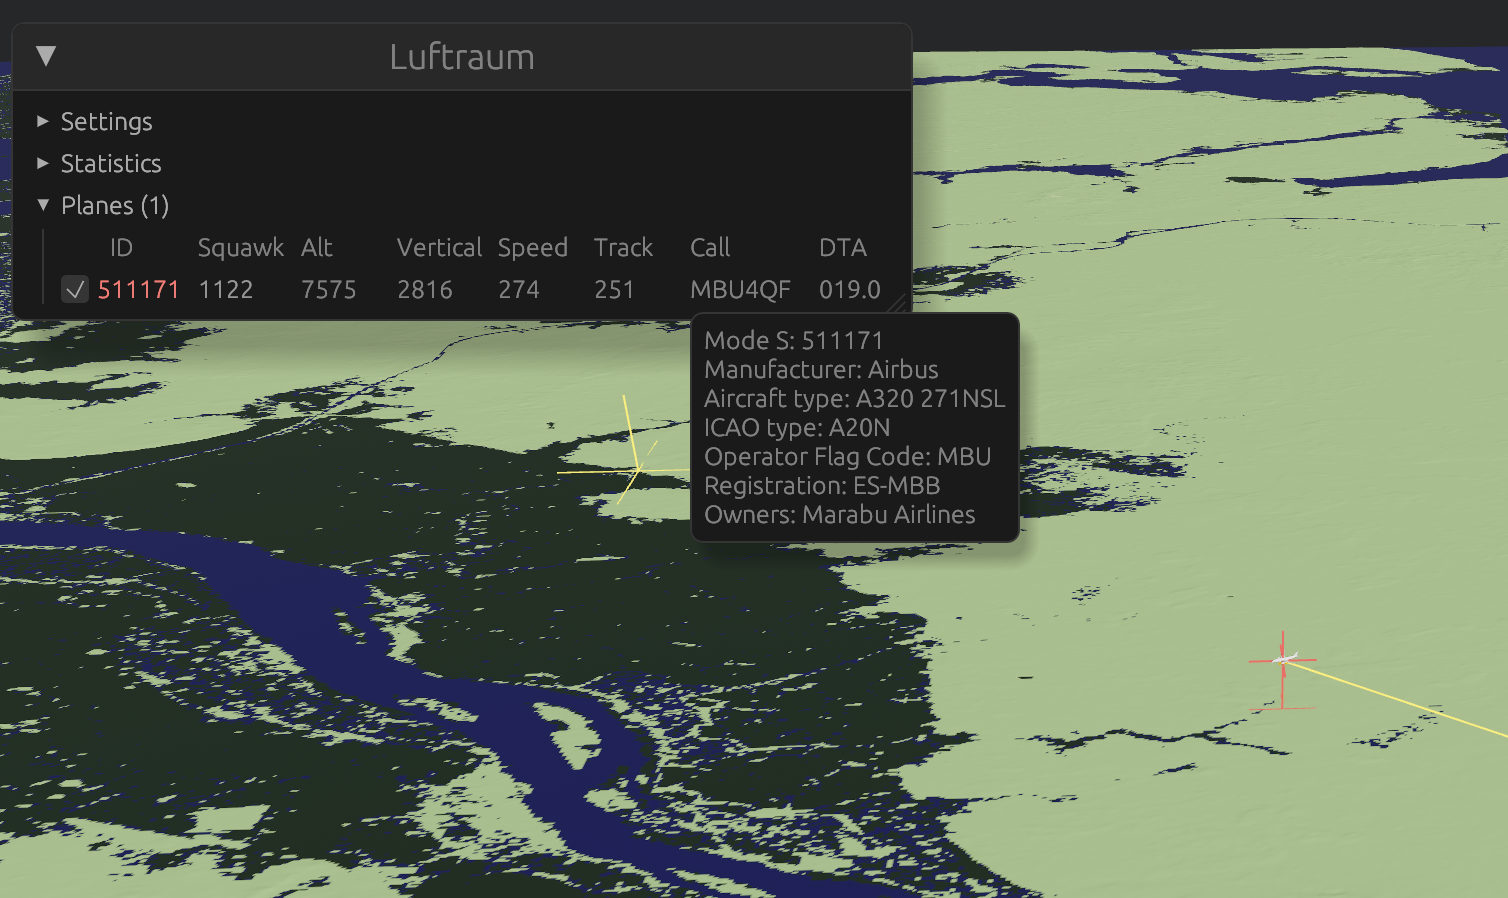 Luftraum
Settings
Statistics
Planes (1)
ID Squawk Alt Vertical Speed Track Call DTA
511171 1122 7575 2816 274 251 MBU4QF 019.0
Mode S: 511171
Manufacturer: Airbus
Aircraft type: A320 271NSL
ICAO type: A20N
Operator Flag Code: MBU
Registration: ES-MBB
Owners: Marabu Airlines